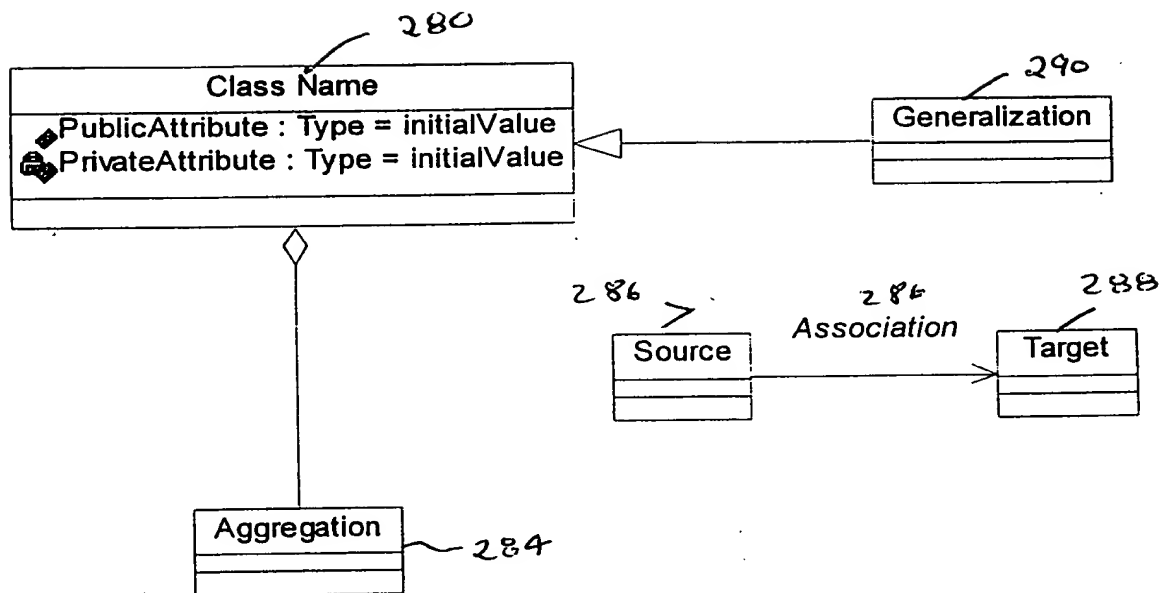 280
Class Name
PublicAttribute : Type = initialValue
PrivateAttribute : Type = initialValue
290
Generalization
286
286
288
Association
Source
Target
Aggregation
284